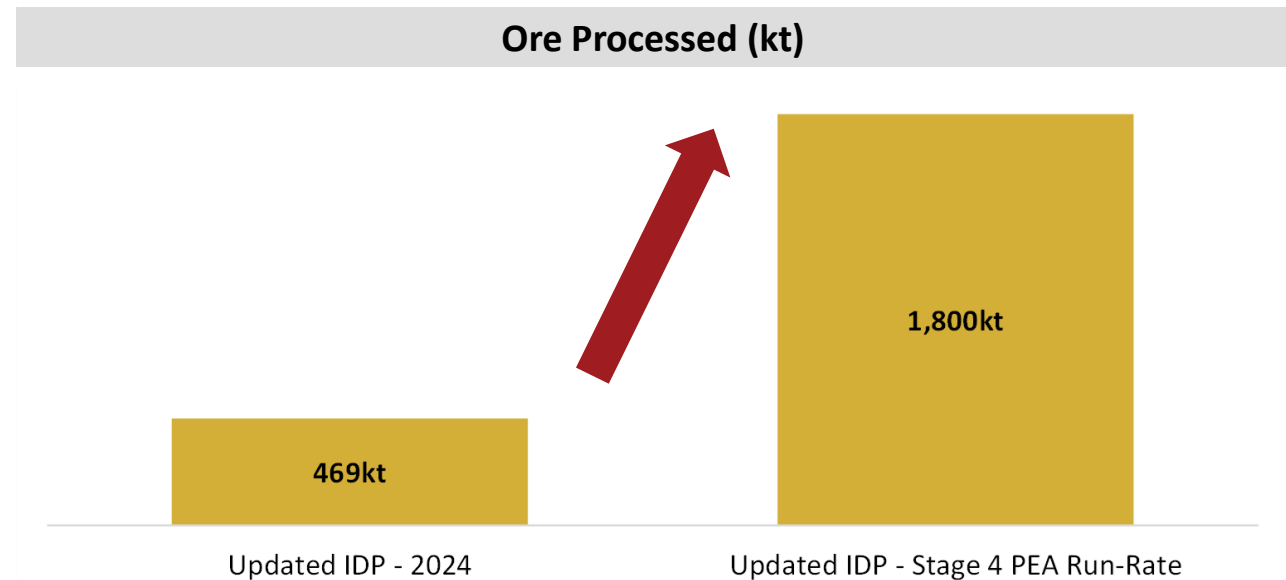 Ore Processed (kt)
1,800kt
469kt
Updated IDP - 2024
Updated IDP - Stage 4 PEA Run-Rate